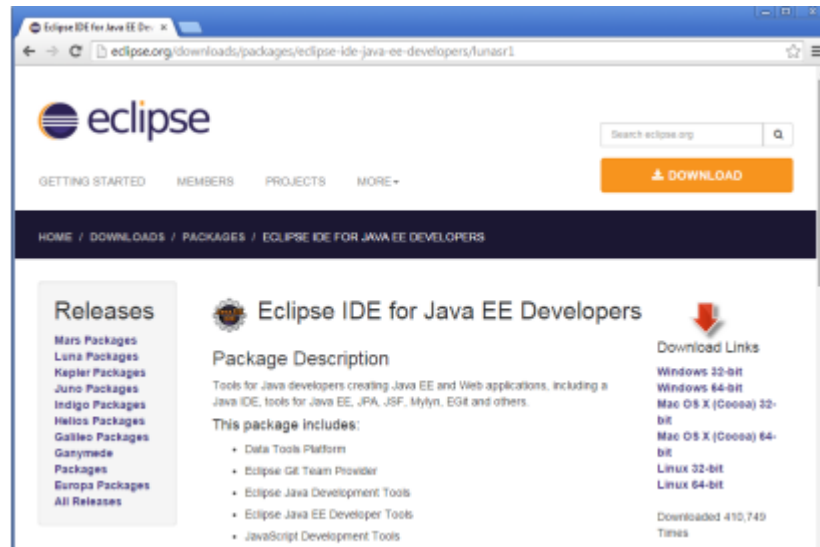 Eclipse IDE for Java EE Dev
eclipse.org/downloads/packages/eclipse-ide-java-ee-developers/lunasr1
eclipse
Search eclipse.org
DOWNLOAD
GETTING STARTED MEMBERS PROJECTS MORE
HOME / DOWNLOADS / PACKAGES / ECLIPSE IDE FOR JAVA EE DEVELOPERS
Releases
Mars Packages
Luna Packages
Kepler Packages
Juno Packages
Indigo Packages
Helios Packages
Galileo Packages
Ganymede
Packages
Europa Packages
All Releases
Eclipse IDE for Java EE Developers
Package Description
Tools for Java developers creating Java EE and Web applications, including a
Java IDE, tools for Java EE, JPA, JSF, Mylyn, EGit and others.
This package includes:
• Data Tools Platform
• Eclipse Git Team Provider
• Eclipse Java Development Tools
• Eclipse Java EE Developer Tools
• JavaScript Development Tools
Download Links
Windows 32-bit
Windows 64-bit
Mac OS X (Cocoa) 32-
bit
Mac OS X (Cocoa) 64-
bit
Linux 32-bit
Linux 64-bit
Downloaded 410,749
Times